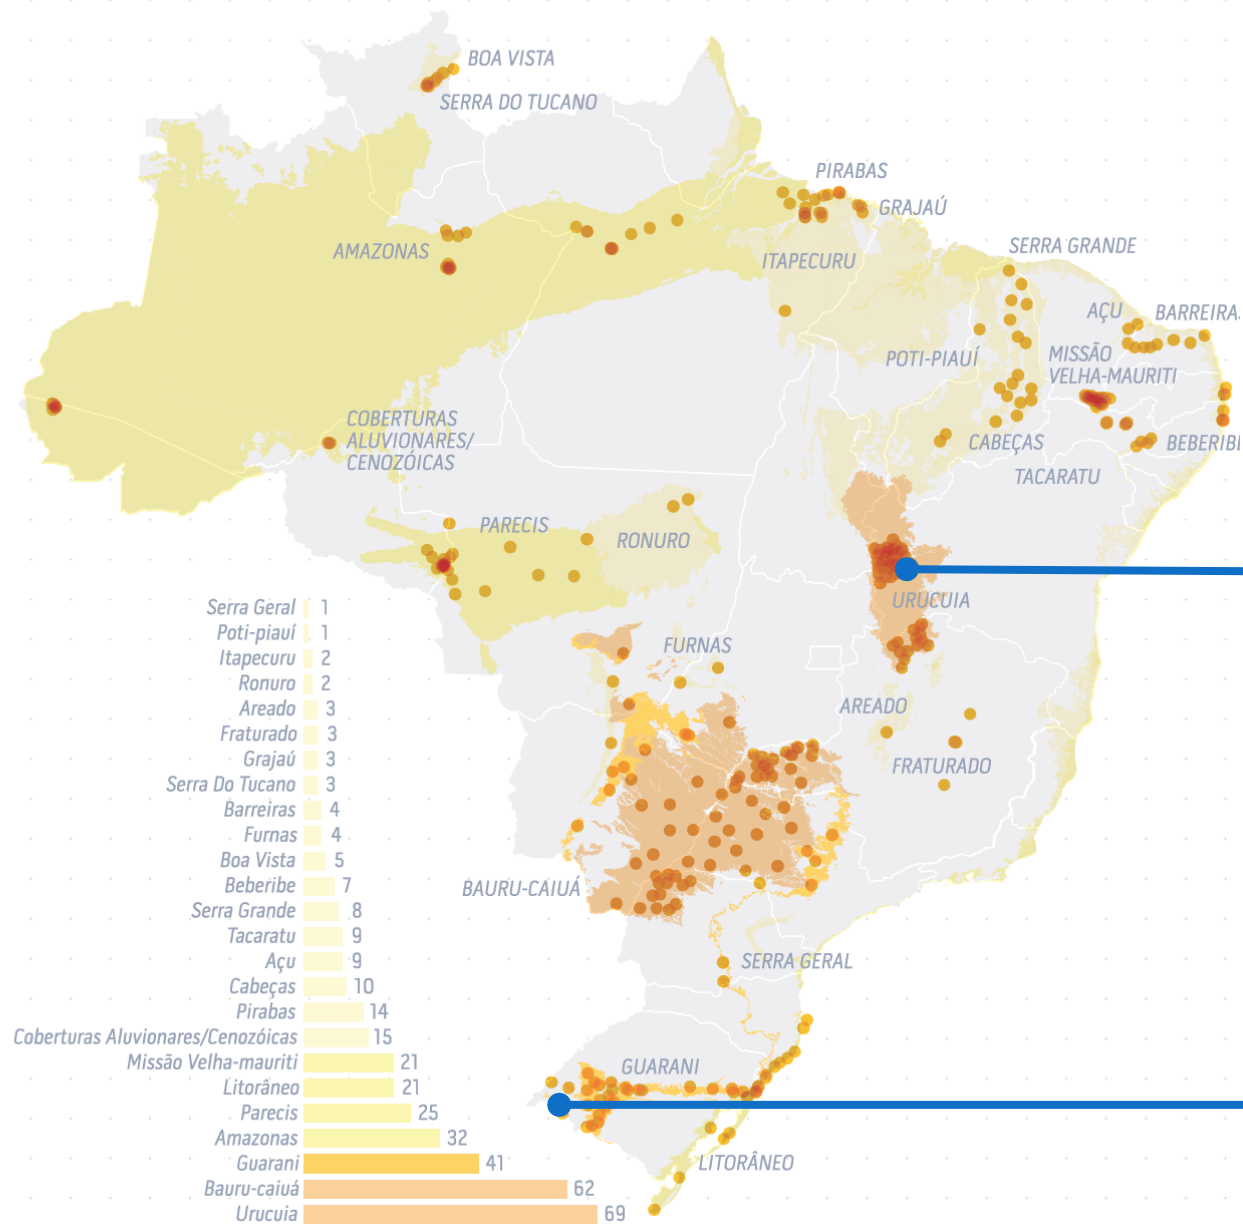 BOA VISTA
SERRA DO TUCANO
PIRABAS
GRAJAÚ
SERRA GRANDE
AMAZONAS
ITAPECURU
AÇU
BARREIRAS
POTI-PIAUÍ
MISSÃO
VELHA-MAURITI
COBERTURAS
ALUVIONARES/
CENOZÓICAS
CABEÇAS
BEBERIBE
TACARATU
PARECIS
RONURO
URUCUIA
FURNAS
AREADO
FRATURADO
BAURU-CAIUÁ
SERRA GERAL
GUARANI
LITORÂNEO
Serra Geral 1
Poti-piauí 1
Itapecuru 2
Ronuro 2
Areado 3
Fraturado 3
Grajaú 3
Serra Do Tucano 3
Barreiras 4
Furnas 4
Boa Vista 5
Beberibe 7
Serra Grande 8
Tacaratu 9
Açu 9
Cabeças 10
Pirabas 14
Coberturas Aluvionares/Cenozóicas 15
Missão Velha-mauriti 21
Litorâneo 21
Parecis 25
Amazonas 32
Guarani 41
Bauru-caiuá 62
Urucuia 69